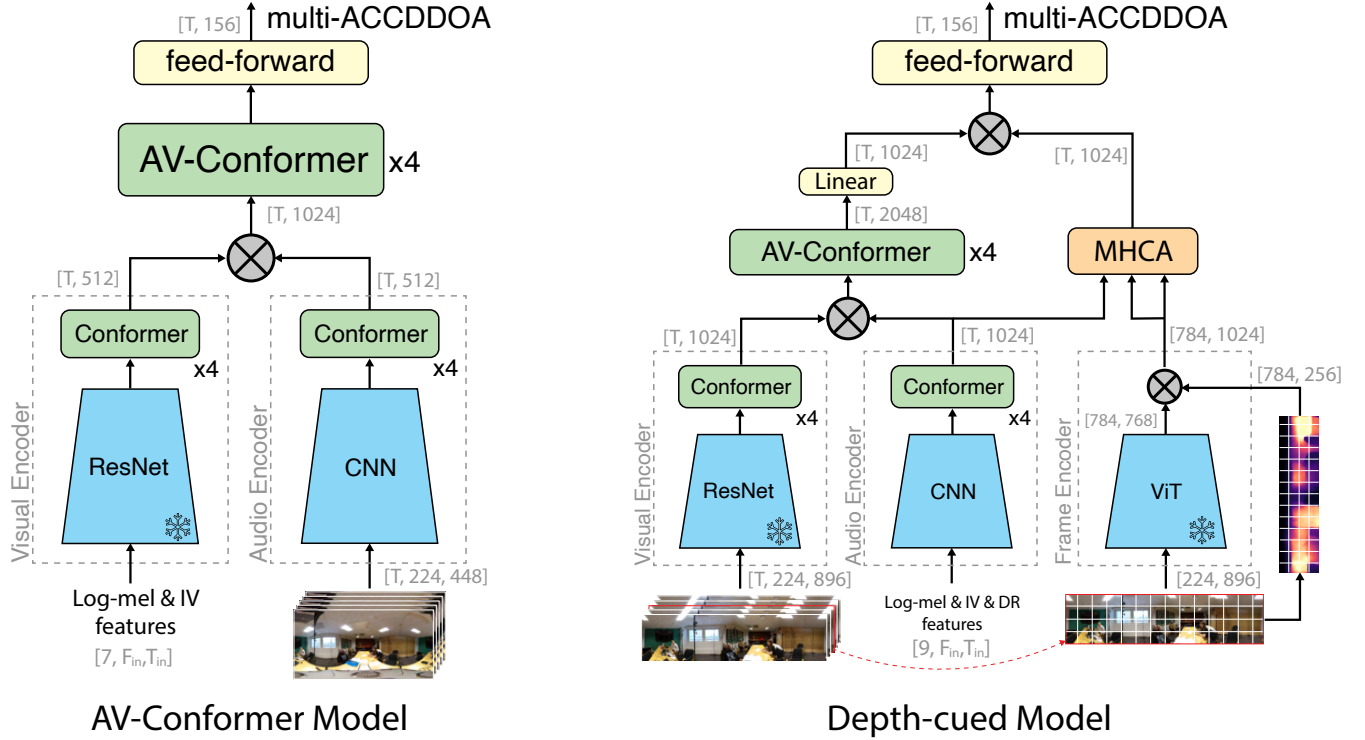 [T, 156]
multi-ACCDDOA
feed-forward
AV-Conformer
x4
[T, 1024]
[T, 512]
[T, 512]
Conformer
x4
Conformer
x4
Visual Encoder
ResNet
Audio Encoder
CNN
Log-mel & IV
features
[7, Fin,Tin]
[T, 224, 448]
AV-Conformer Model
[T, 156]
multi-ACCDDOA
feed-forward
[T, 1024]
[T, 1024]
Linear
[T, 2048]
AV-Conformer
x4
MHCA
[T, 1024]
[T, 1024]
[784, 1024]
Conformer
x4
Conformer
x4
[784, 256]
[784, 768]
Visual Encoder
ResNet
Audio Encoder
CNN
Frame Encoder
ViT
[T, 224, 896]
Log-mel & IV & DR
features
[9, Fin,Tin]
[224, 896]
Depth-cued Model